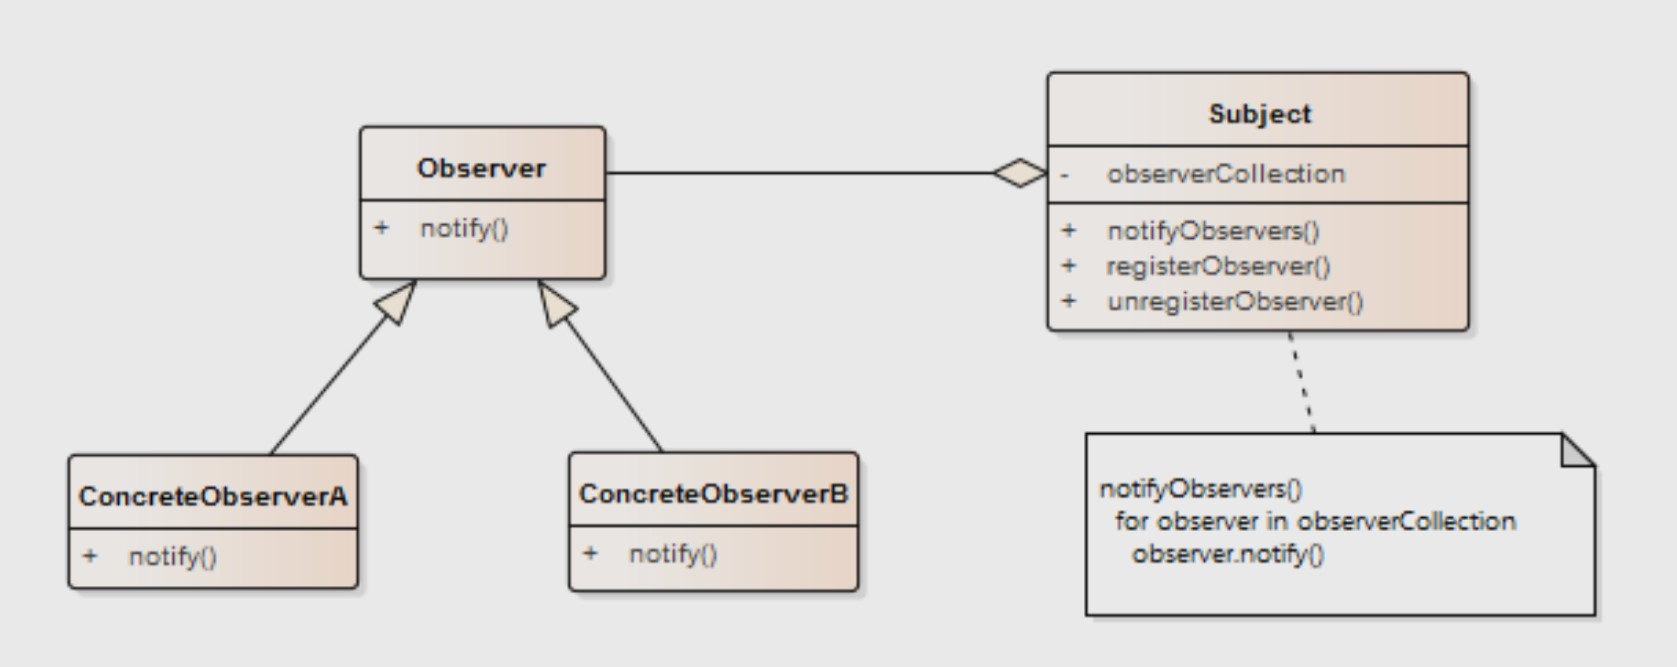 Observer
+ notify()
Subject
- observerCollection
+ notifyObservers()
+ registerObserver()
+ unregisterObserver()
ConcreteObserverA
+ notify()
ConcreteObserverB
+ notify()
notifyObservers()
for observer in observerCollection
observer.notify()